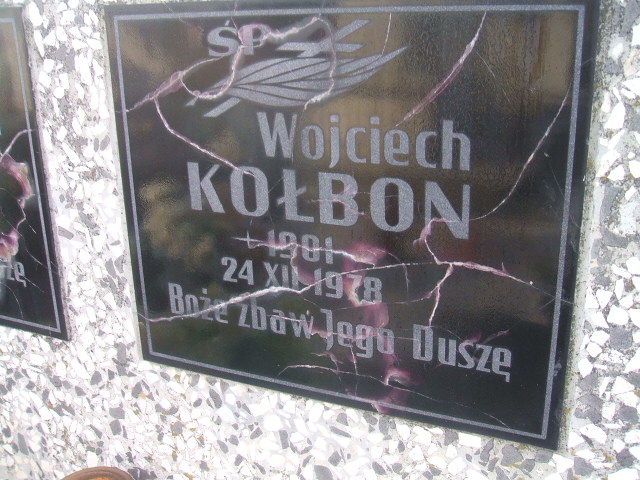 ŚP
Wojciech
KOŁBON
1901
24 XII 1978
Boże zbaw Jego Duszę